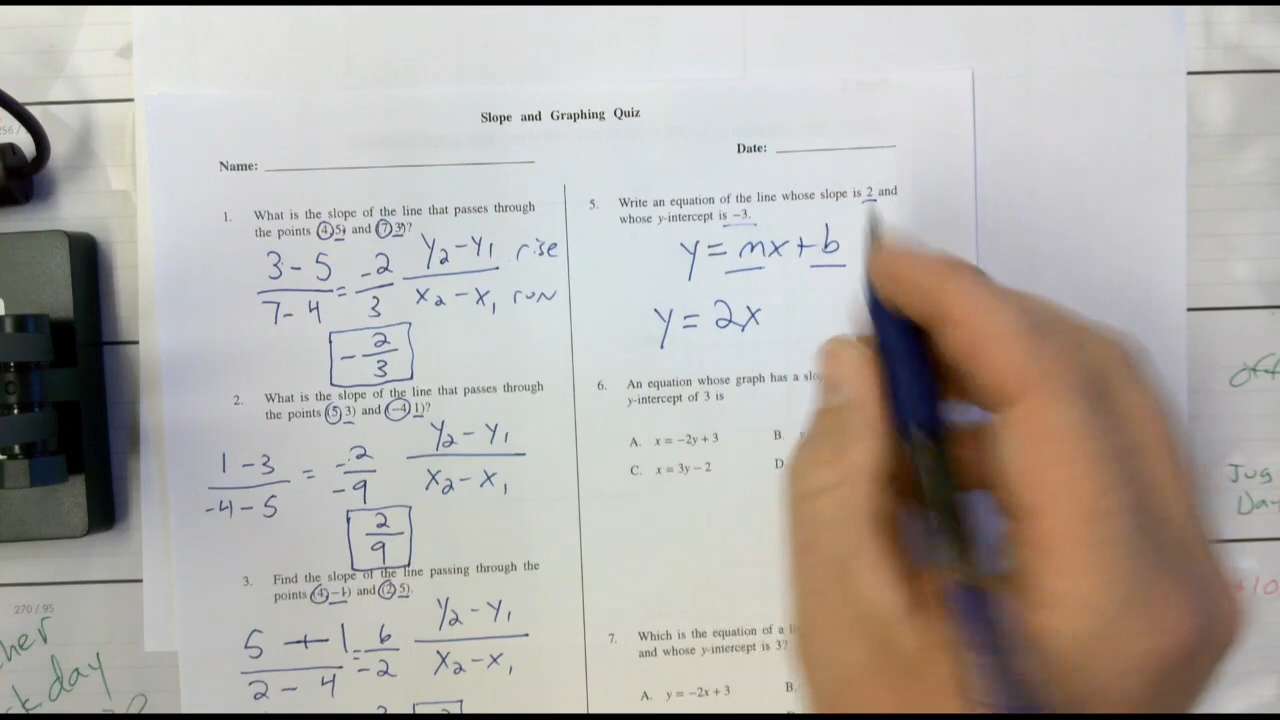 256 /
Slope and Graphing Quiz
Name:
Date:
1. What is the slope of the line that passes through
the points (4, 5) and (7, 3)?
3 - 5
7 - 4
= -2
3
y₂ - y₁ rise
x₂ - x₁ run
- 2
3
2. What is the slope of the line that passes through
the points (5, 3) and (-4, 1)?
1 - 3
-4 - 5
= -2
-9
y₂ - y₁
x₂ - x₁
2
9
3. Find the slope of the line passing through the
points (4, -1) and (2, 5).
5 + 1
2 - 4
= 6
-2
y₂ - y₁
x₂ - x₁
5. Write an equation of the line whose slope is 2 and
whose y-intercept is -3.
y = mx + b
y = 2x
6. An equation whose graph has a
y-intercept of 3 is
A. x = -2y + 3
B.
C. x = 3y - 2
D
7. Which is the equation of a
and whose y-intercept is 3?
A. y = -2x + 3
B.
270 / 95
day
Jug